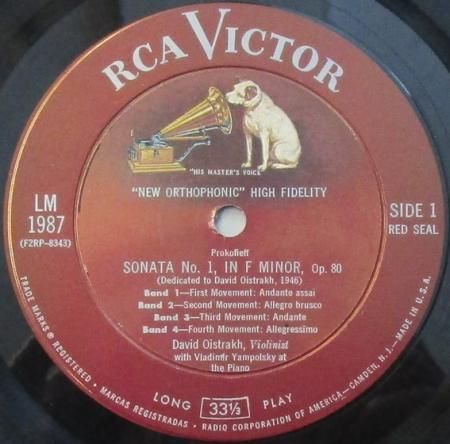 RCA VICTOR
"HIS MASTER'S VOICE"
"NEW ORTHOPHONIC" HIGH FIDELITY
LM
1987
(F2RP-8343)
SIDE 1
RED SEAL
Prokofieff
SONATA No. 1, IN F MINOR, Op. 80
(Dedicated to David Oistrakh, 1946)
Band 1—First Movement: Andante assai
Band 2—Second Movement: Allegro brusco
Band 3—Third Movement: Andante
Band 4—Fourth Movement: Allegressimo
David Oistrakh, Violinist
with Vladimir Yampolsky at
the Piano
LONG 33⅓ PLAY
TRADE MARKS ® REGISTERED • MARCAS REGISTRADAS • RADIO CORPORATION OF AMERICA—CAMDEN, N.J.—MADE IN U.S.A.